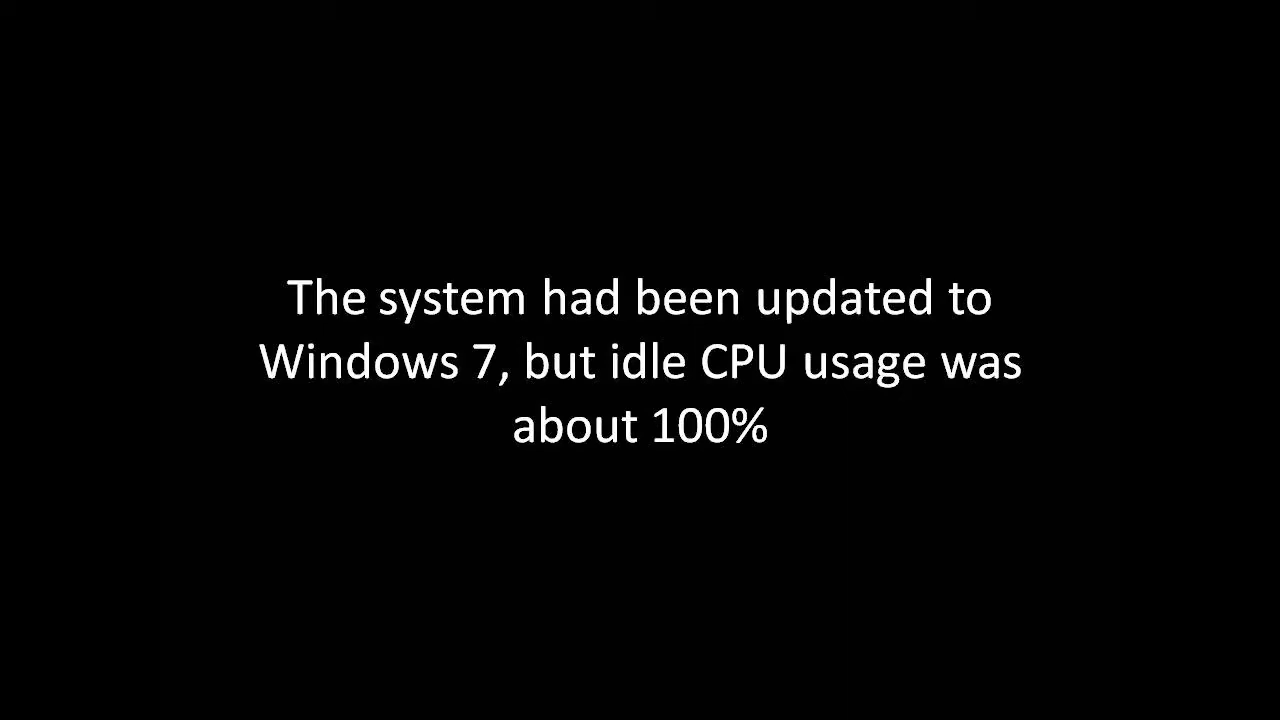 The system had been updated to
Windows 7, but idle CPU usage was
about 100%